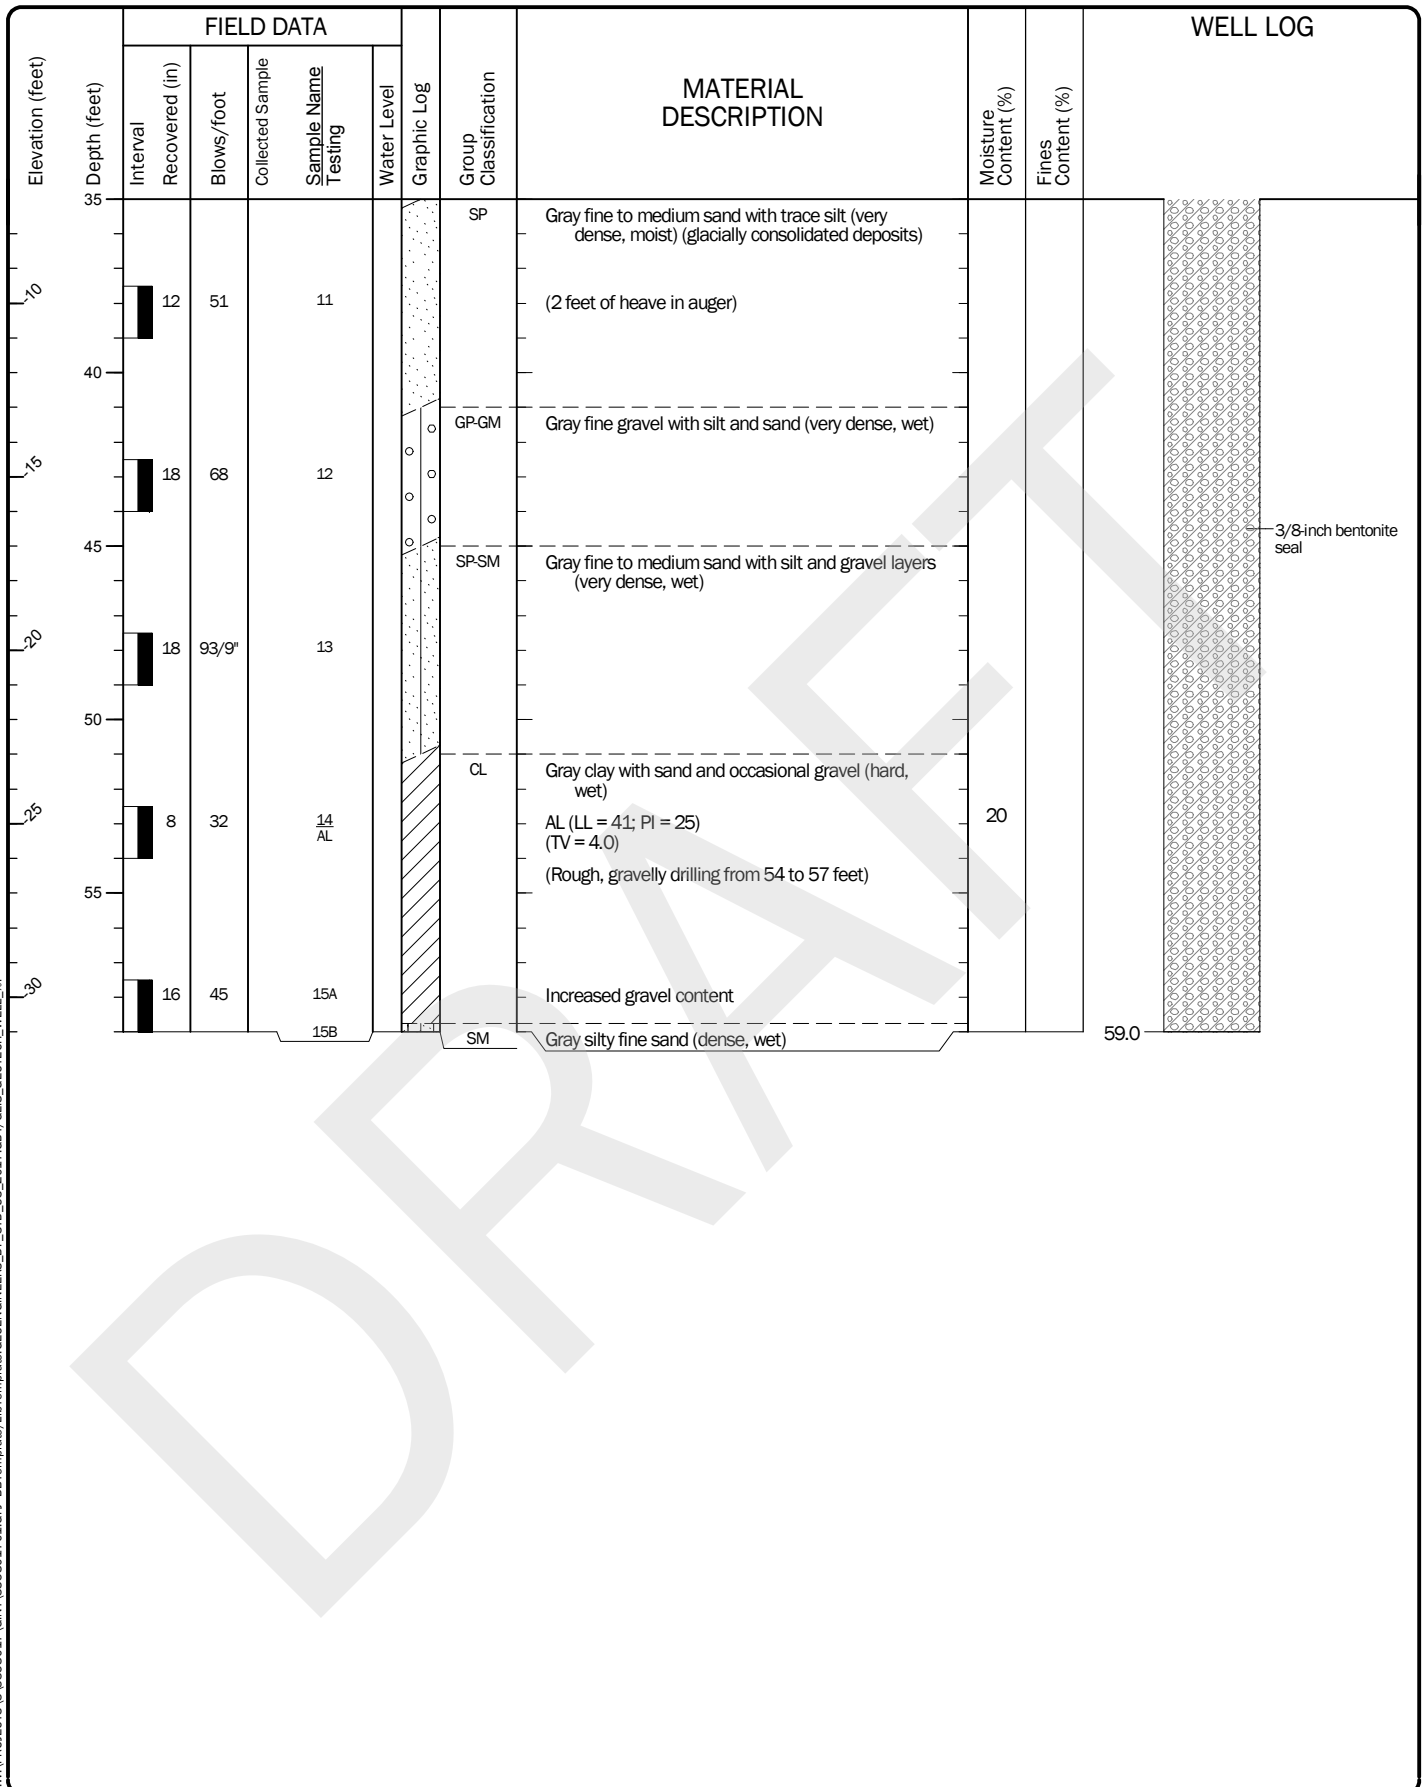 FIELD DATA
WELL LOG
Elevation (feet)
Depth (feet)
Interval
Recovered (in)
Blows/foot
Collected Sample
Sample Name
Testing
Water Level
Graphic Log
Group
Classification
MATERIAL
DESCRIPTION
Moisture
Content (%)
Fines
Content (%)
35
SP
Gray fine to medium sand with trace silt (very
dense, moist) (glacially consolidated deposits)
-10
12
51
11
(2 feet of heave in auger)
40
GP-GM
Gray fine gravel with silt and sand (very dense, wet)
-15
18
68
12
3/8-inch bentonite
seal
45
SP-SM
Gray fine to medium sand with silt and gravel layers
(very dense, wet)
-20
18
93/9"
13
50
CL
Gray clay with sand and occasional gravel (hard,
wet)
-25
8
32
14
AL
AL (LL = 41; PI = 25)
(TV = 4.0)
20
(Rough, gravelly drilling from 54 to 57 feet)
55
-30
16
45
15A
Increased gravel content
15B
SM
Gray silty fine sand (dense, wet)
59.0
DRAFT